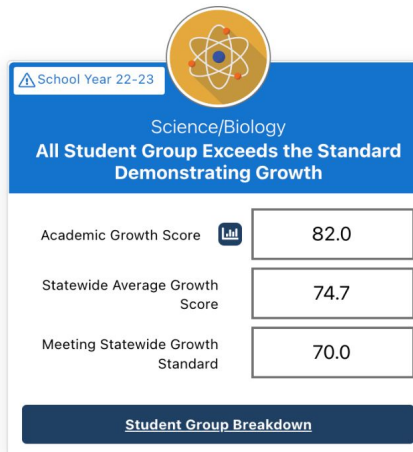 School Year 22-23
Science/Biology
All Student Group Exceeds the Standard
Demonstrating Growth
Academic Growth Score
82.0
Statewide Average Growth
Score
74.7
Meeting Statewide Growth
Standard
70.0
Student Group Breakdown